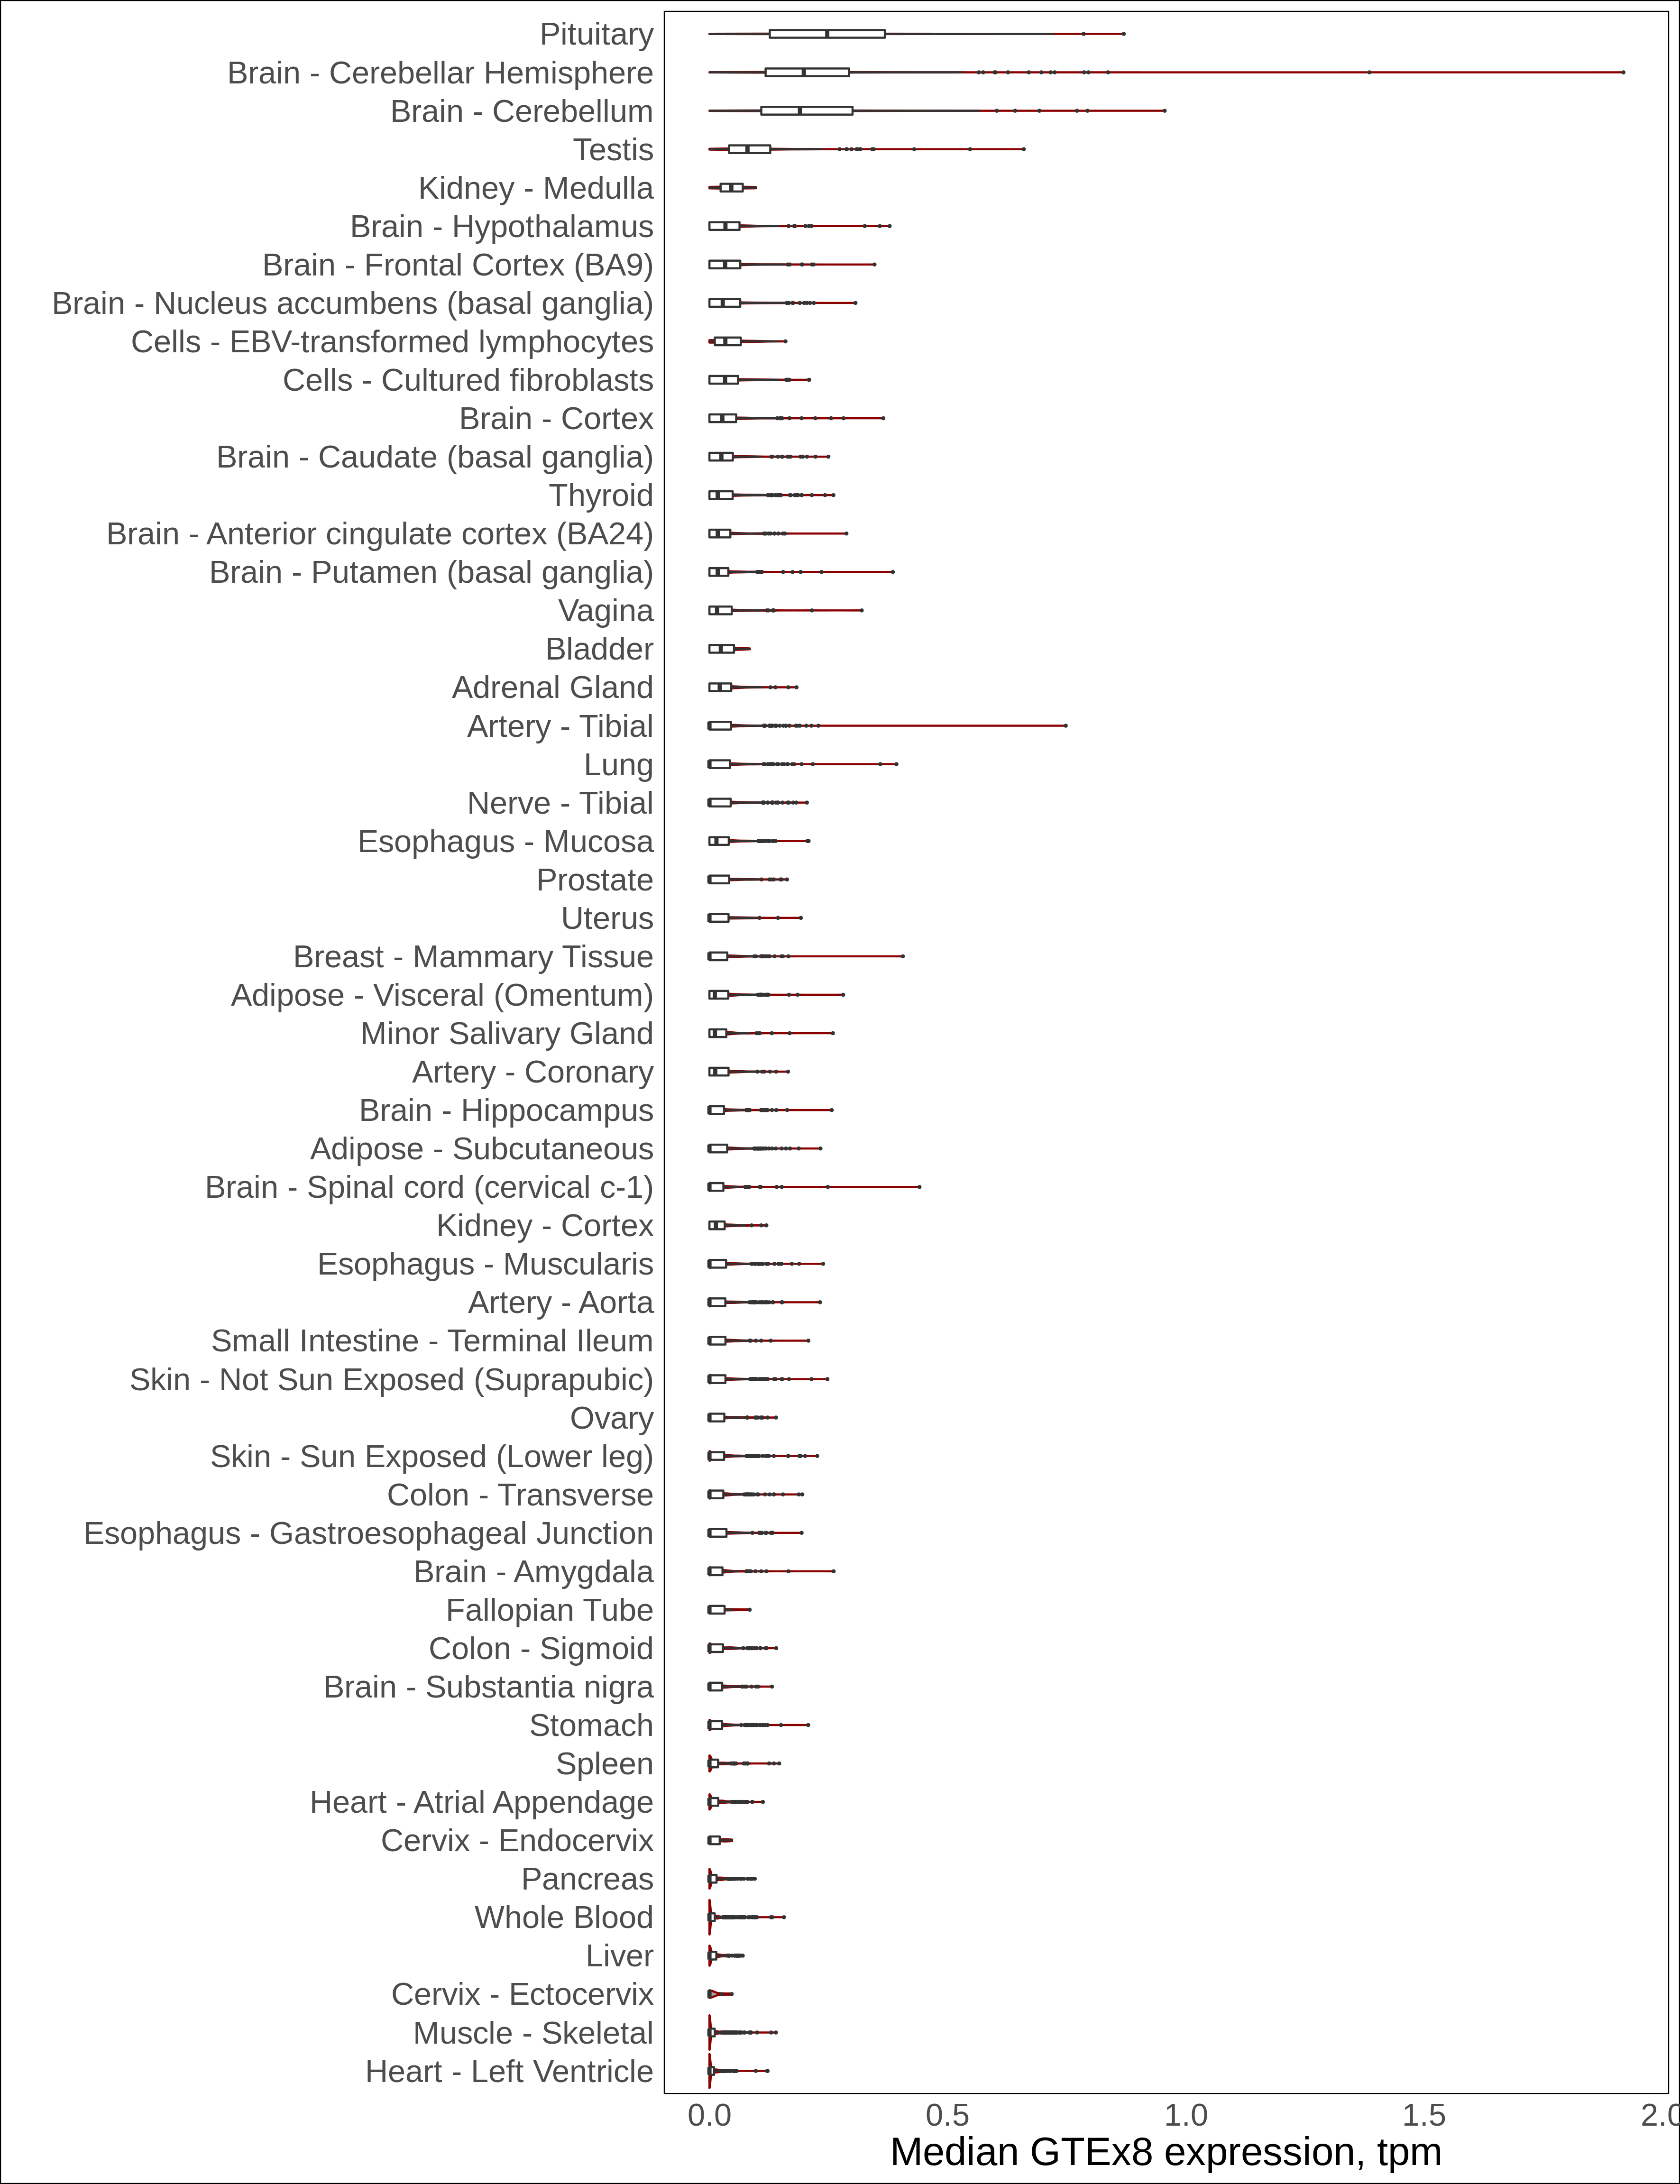 Pituitary
Brain - Cerebellar Hemisphere
Brain - Cerebellum
Testis
Kidney - Medulla
Brain - Hypothalamus
Brain - Frontal Cortex (BA9)
Brain - Nucleus accumbens (basal ganglia)
Cells - EBV-transformed lymphocytes
Cells - Cultured fibroblasts
Brain - Cortex
Brain - Caudate (basal ganglia)
Thyroid
Brain - Anterior cingulate cortex (BA24)
Brain - Putamen (basal ganglia)
Vagina
Bladder
Adrenal Gland
Artery - Tibial
Lung
Nerve - Tibial
Esophagus - Mucosa
Prostate
Uterus
Breast - Mammary Tissue
Adipose - Visceral (Omentum)
Minor Salivary Gland
Artery - Coronary
Brain - Hippocampus
Adipose - Subcutaneous
Brain - Spinal cord (cervical c-1)
Kidney - Cortex
Esophagus - Muscularis
Artery - Aorta
Small Intestine - Terminal Ileum
Skin - Not Sun Exposed (Suprapubic)
Ovary
Skin - Sun Exposed (Lower leg)
Colon - Transverse
Esophagus - Gastroesophageal Junction
Brain - Amygdala
Fallopian Tube
Colon - Sigmoid
Brain - Substantia nigra
Stomach
Spleen
Heart - Atrial Appendage
Cervix - Endocervix
Pancreas
Whole Blood
Liver
Cervix - Ectocervix
Muscle - Skeletal
Heart - Left Ventricle
0.0 0.5 1.0 1.5 2.0
Median GTEx8 expression, tpm